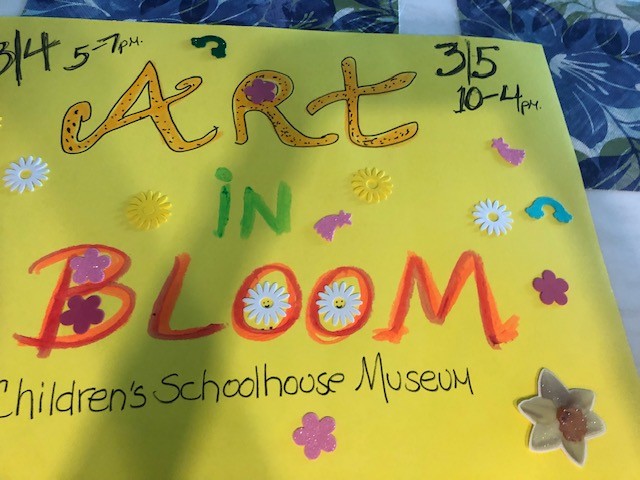 3/4 5-7pm.
3/5
10-4pm.
ART
iN
BLOOM
Children's Schoolhouse Museum